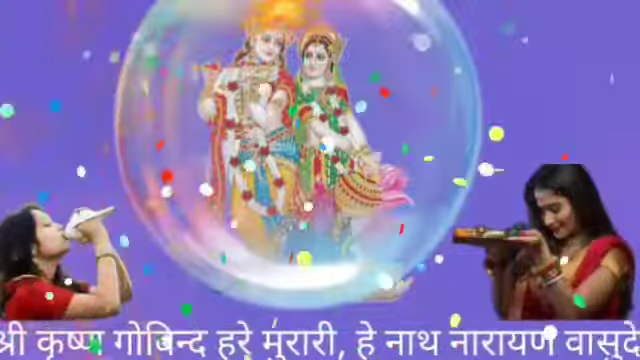 श्री कृष्ण गोविन्द हरे मुरारी, हे नाथ नारायण वासुदे